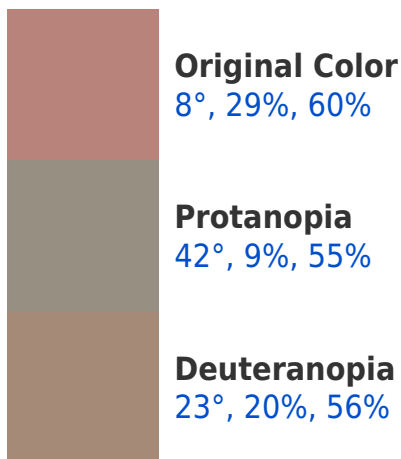 Original Color
8°, 29%, 60%
Protanopia
42°, 9%, 55%
Deuteranopia
23°, 20%, 56%